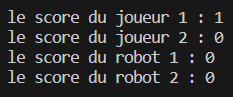 le score du joueur 1 : 1
le score du joueur 2 : 0
le score du robot 1 : 0
le score du robot 2 : 0